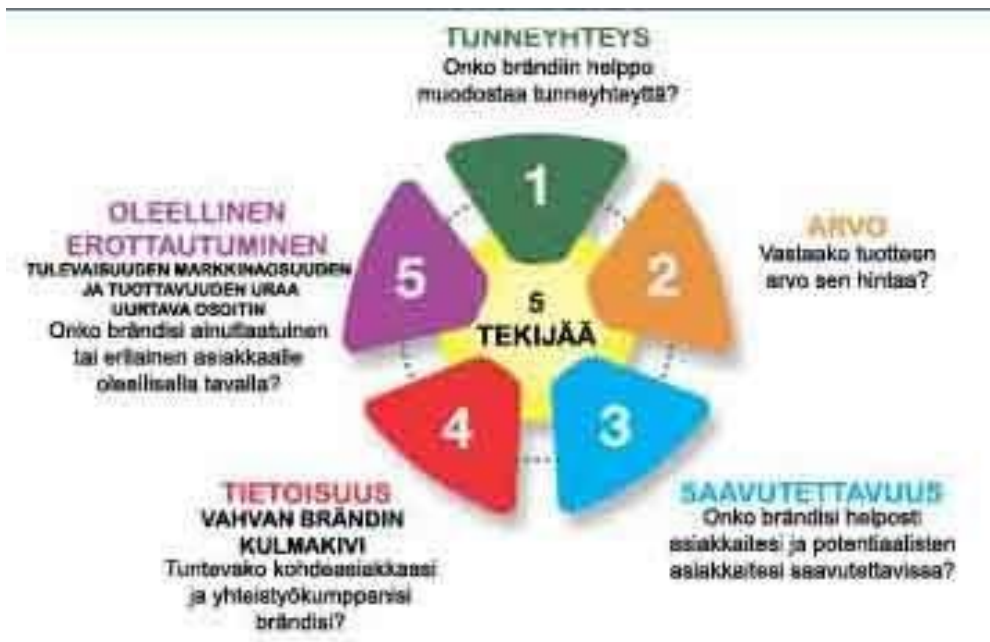 TUNNEYHTEYS
Onko brändiin helppo
muodostaa tunneyhteyttä?
1
ARVO
Vastaako tuotteen
arvo sen hintaa?
2
SAAVUTETTAVUUS
Onko brändisi helposti
asiakkaitesi ja potentiaalisten
asiakkaitesi saavutettavissa?
3
TIETOISUUS
VAHVAN BRÄNDIN
KULMAKIVI
Tuntevako kohdeasiakkaasi
ja yhteistyökumppanisi
brändisi?
4
OLEELLINEN
EROTTAUTUMINEN
TULEVAISUUDEN MARKKINAOSUUDEN
JA TUOTTAVUUDEN URAA
UURTAVA OSOITIN
Onko brändisi ainutlaatuinen
tai erilainen asiakkaalle
oleellisella tavalla?
5
5
TEKIJÄÄ